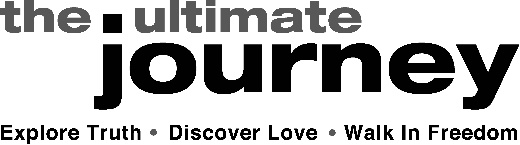 the ultimate
journey
Explore Truth • Discover Love • Walk In Freedom